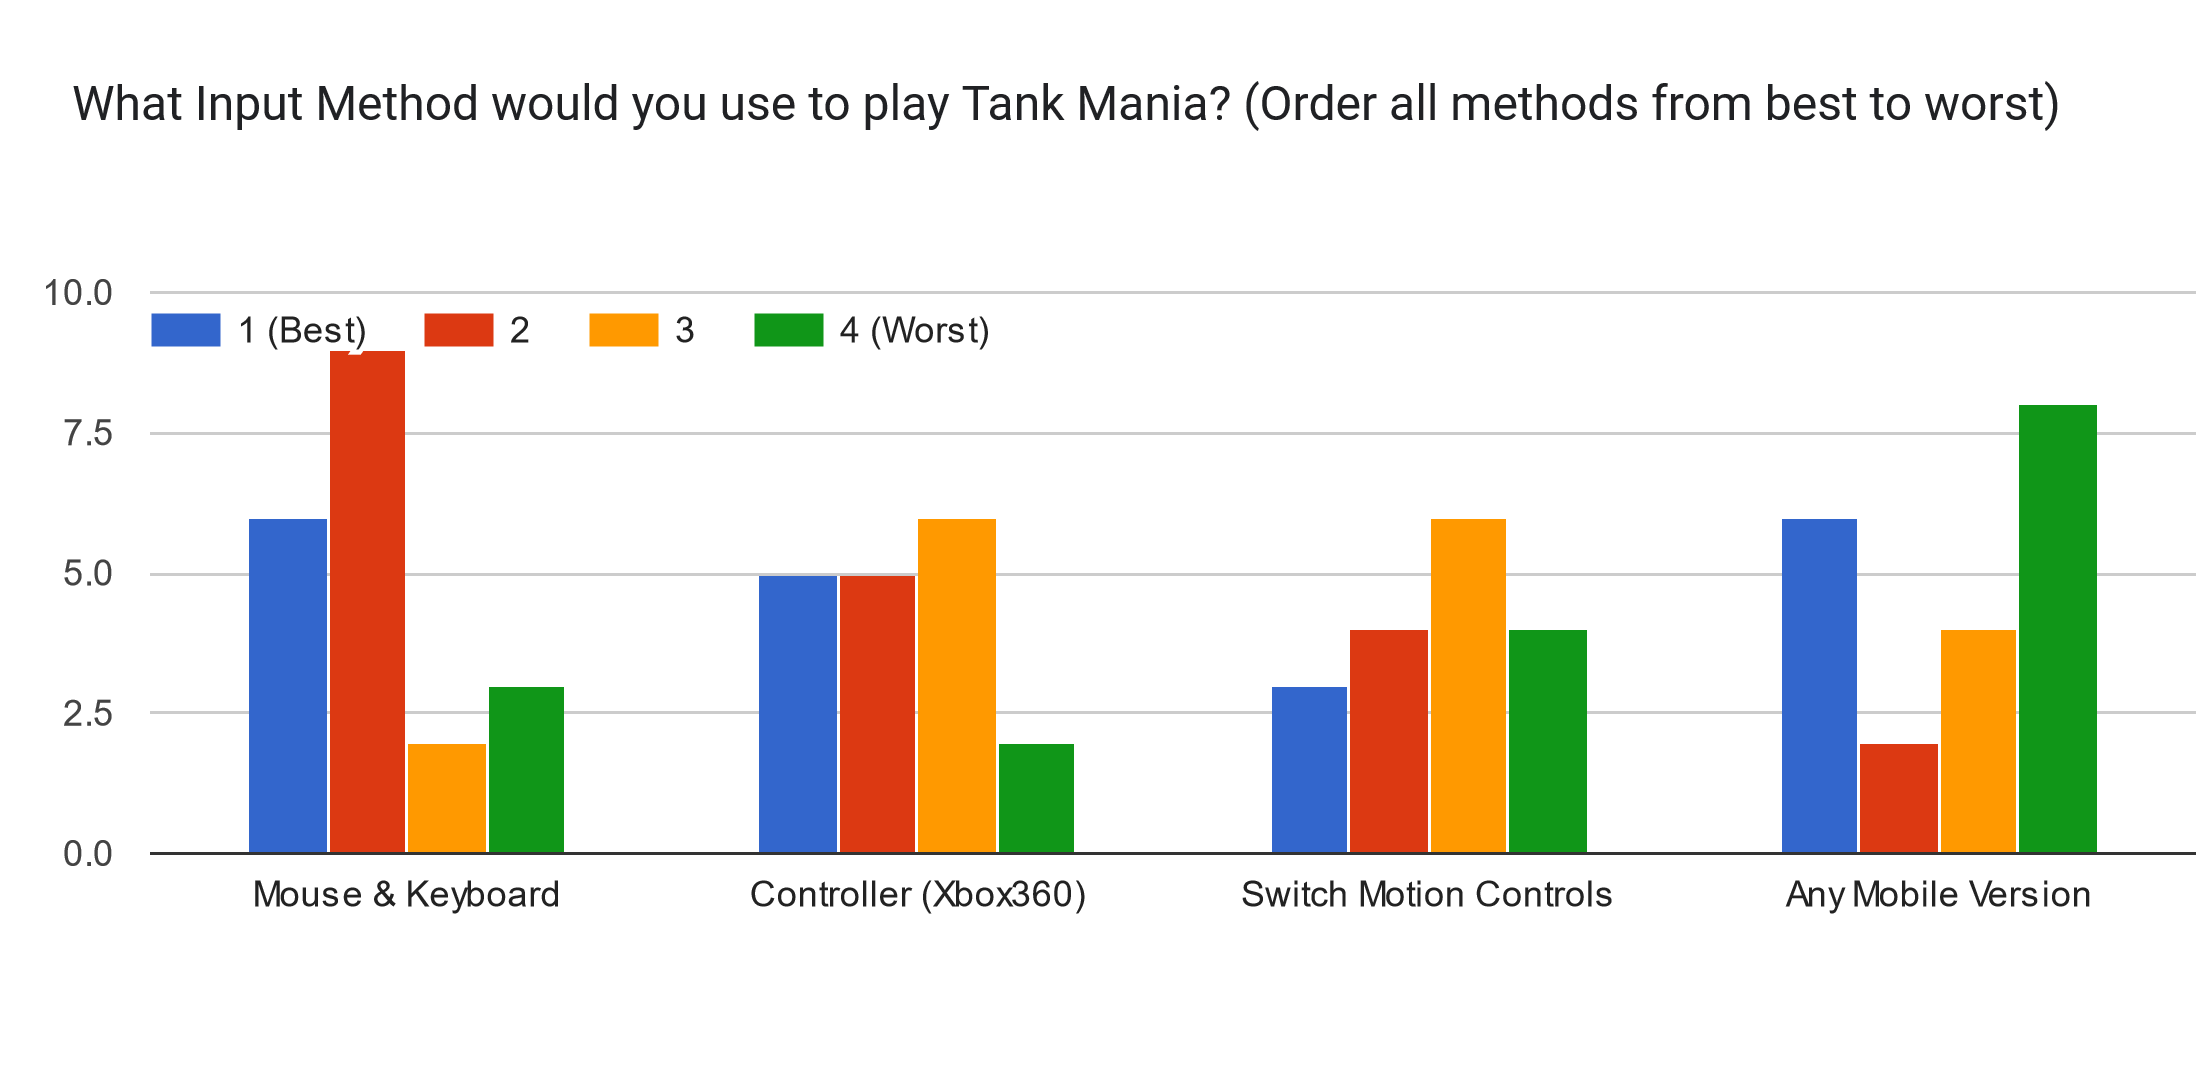 What Input Method would you use to play Tank Mania? (Order all methods from best to worst)
10.0
1 (Best) 2 3 4 (Worst)
7.5
5.0
2.5
0.0
Mouse & Keyboard Controller (Xbox360) Switch Motion Controls Any Mobile Version